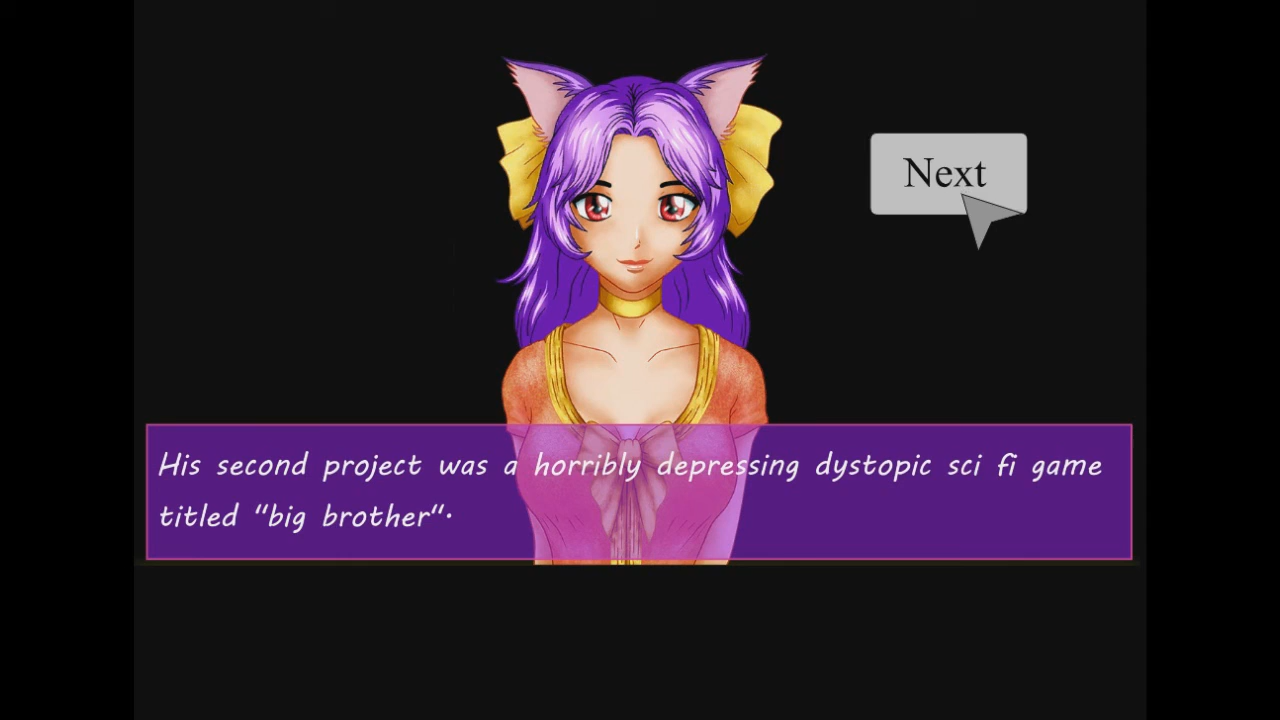 Next
His second project was a horribly depressing dystopic sci fi game
titled "big brother".